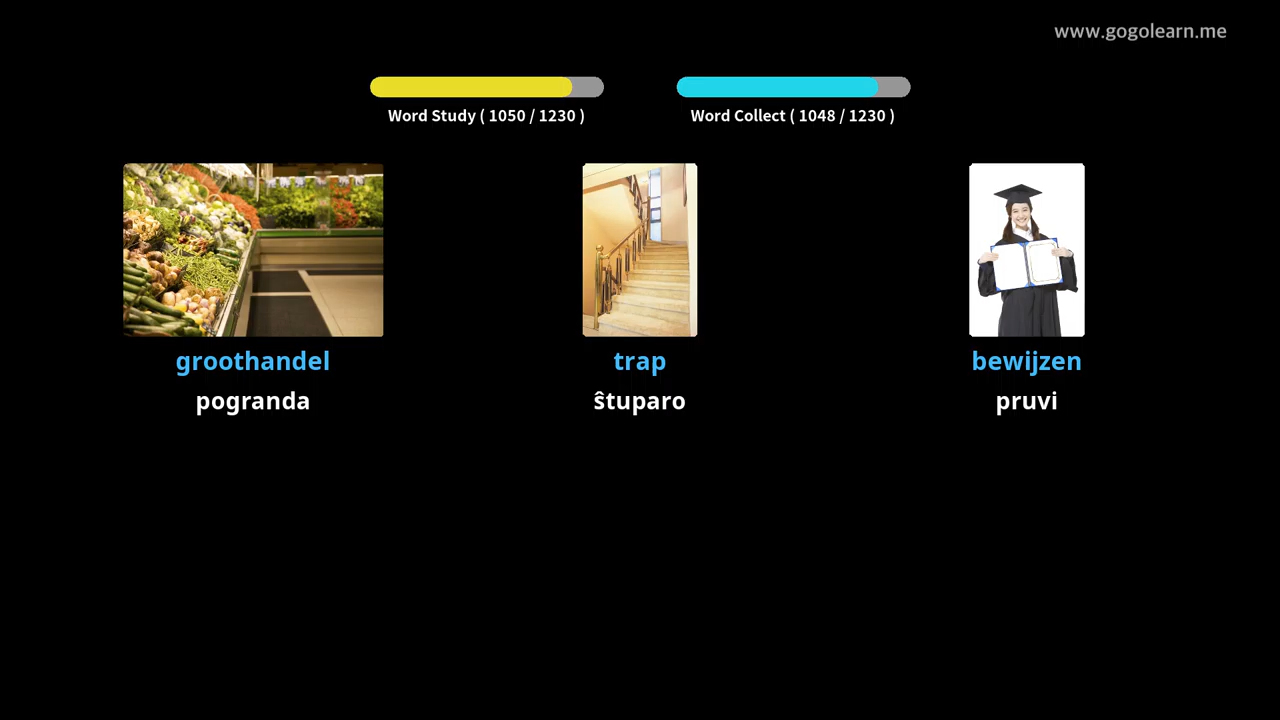 www.gogolearn.me
Word Study ( 1050 / 1230 )
Word Collect ( 1048 / 1230 )
groothandel
trap
bewijzen
pogranda
ŝtuparo
pruvi